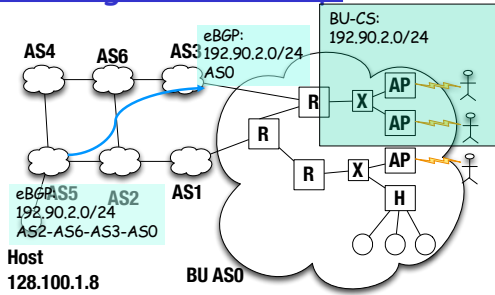 BU-CS:
192.90.2.0/24
eBGP:
192.90.2.0/24
AS0
AS4
AS6
AS3
R
X
AP
AP
R
R
X
AP
H
AS5
AS2
AS1
eBGP:
192.90.2.0/24
AS2-AS6-AS3-AS0
Host
128.100.1.8
BU AS0